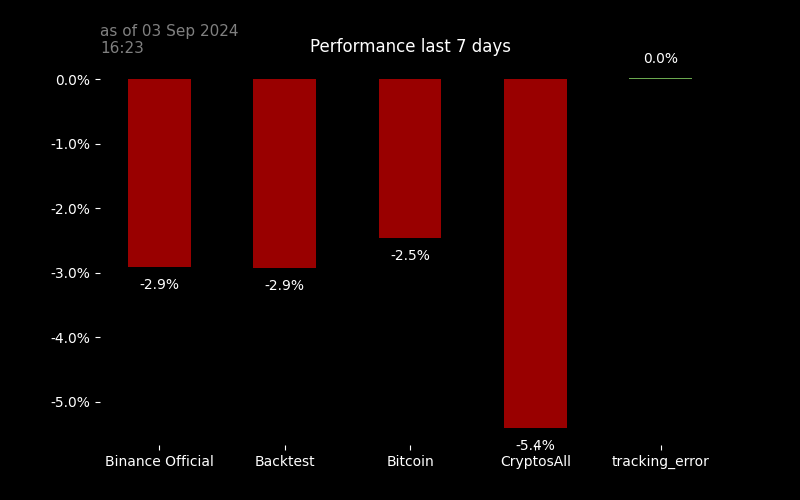 as of 03 Sep 2024
16:23
Performance last 7 days
0.0%
0.0%
-1.0%
-2.0%
-3.0%
-4.0%
-5.0%
-2.9%
-2.9%
-2.5%
-5.4%
Binance Official
Backtest
Bitcoin
CryptosAll
tracking_error